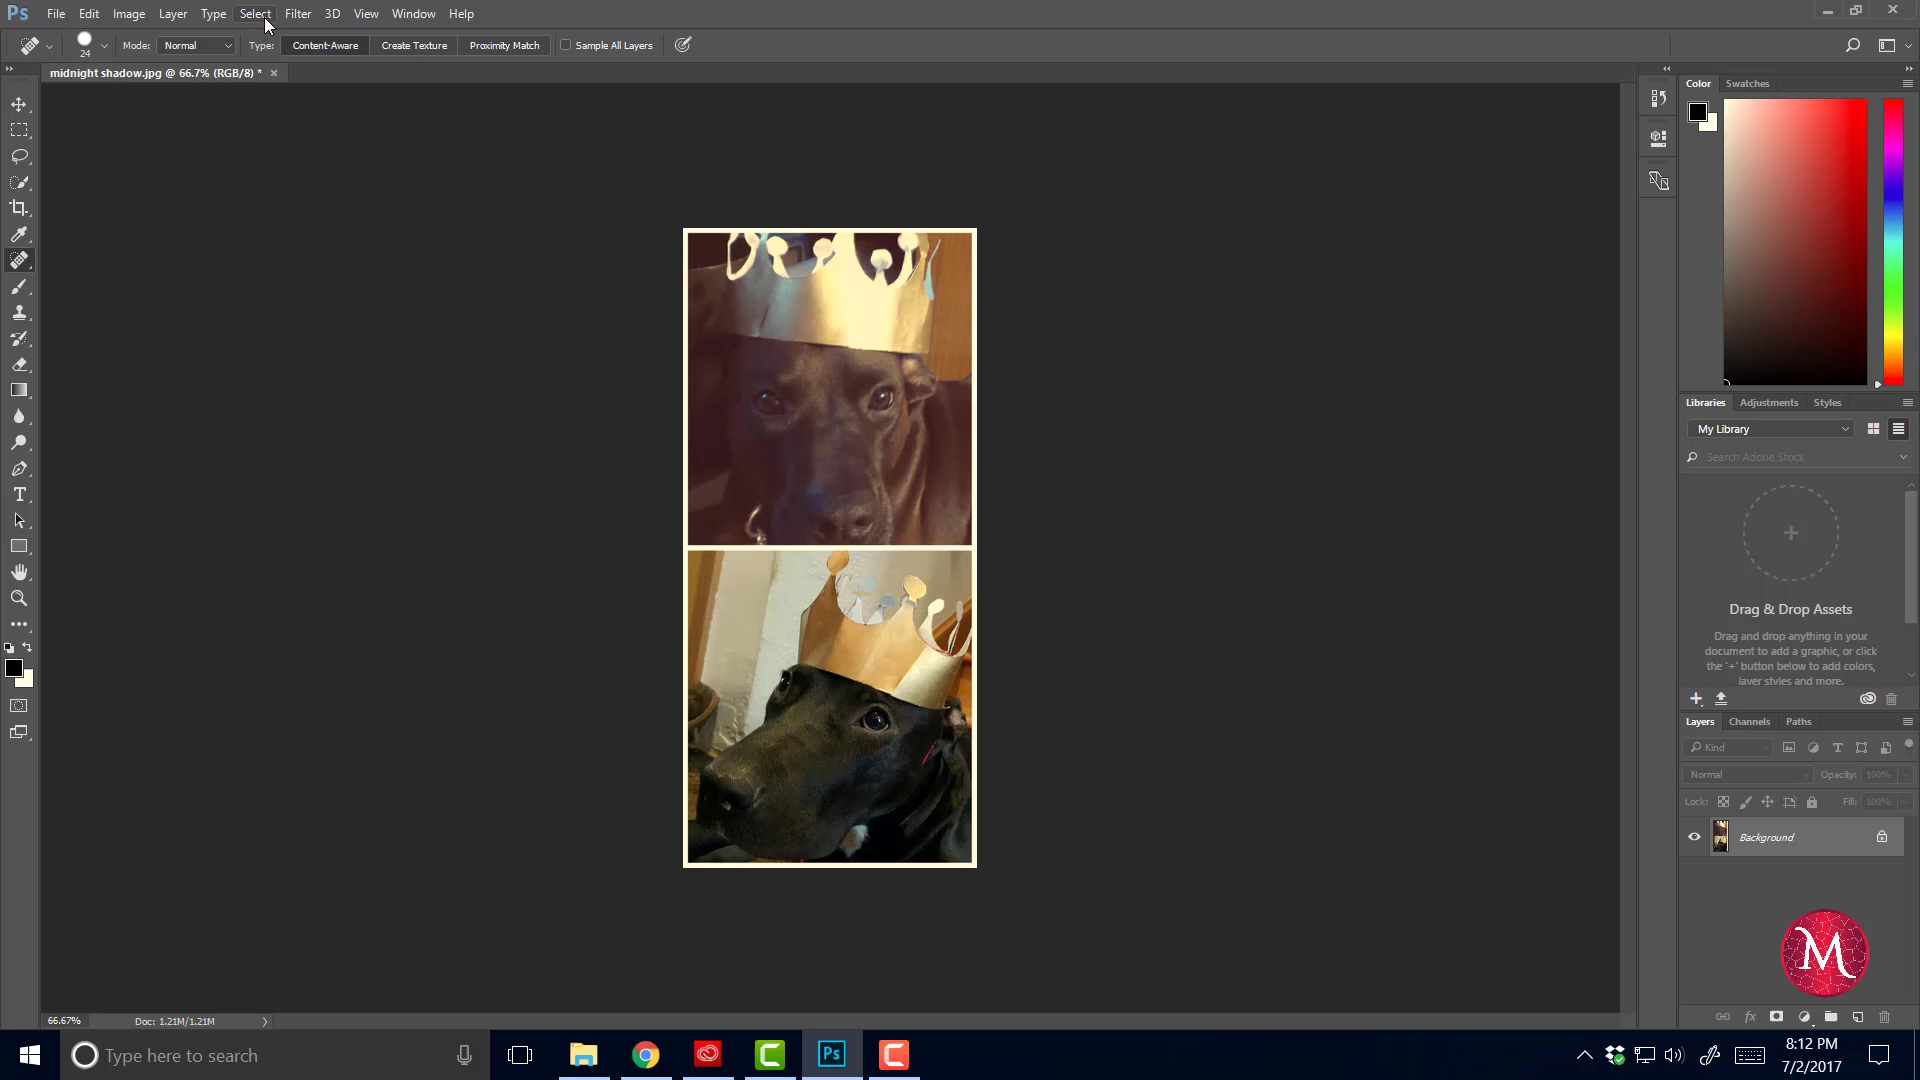 Ps File Edit Image Layer Type Select Filter 3D View Window Help
24 Mode: Normal Type: Content-Aware Create Texture Proximity Match Sample All Layers
midnight shadow.jpg @ 66.7% (RGB/8) * ×
Color Swatches
Libraries Adjustments Styles
My Library
Search Adobe Stock
Drag & Drop Assets
Drag and drop anything in your
document to add a graphic, or click
the '+' button below to add colors,
layer styles and more.
Layers Channels Paths
Kind
Normal Opacity: 100%
Lock: Fill: 100%
Background
M
fx
66.67% Doc: 1.21M/1.21M
Type here to search
Ps
8:12 PM
7/2/2017